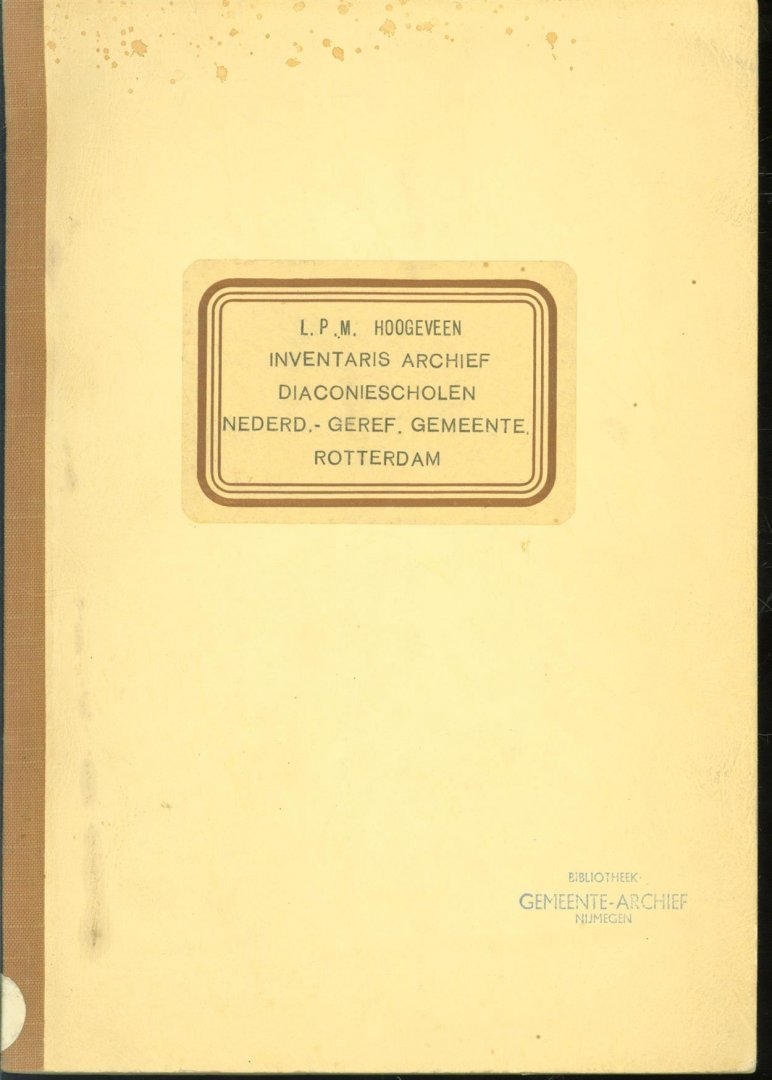 L.P.M. HOOGEVEEN
INVENTARIS ARCHIEF
DIACONIESCHOLEN
NEDERD.- GEREF. GEMEENTE.
ROTTERDAM
BIBLIOTHEEK
GEMEENTE-ARCHIEF
NIJMEGEN